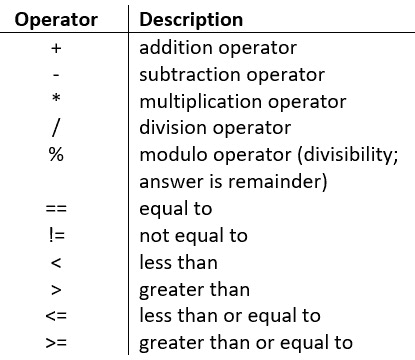 Operator Description
+ addition operator
- subtraction operator
* multiplication operator
/ division operator
% modulo operator (divisibility;
answer is remainder)
== equal to
!= not equal to
< less than
> greater than
<= less than or equal to
>= greater than or equal to